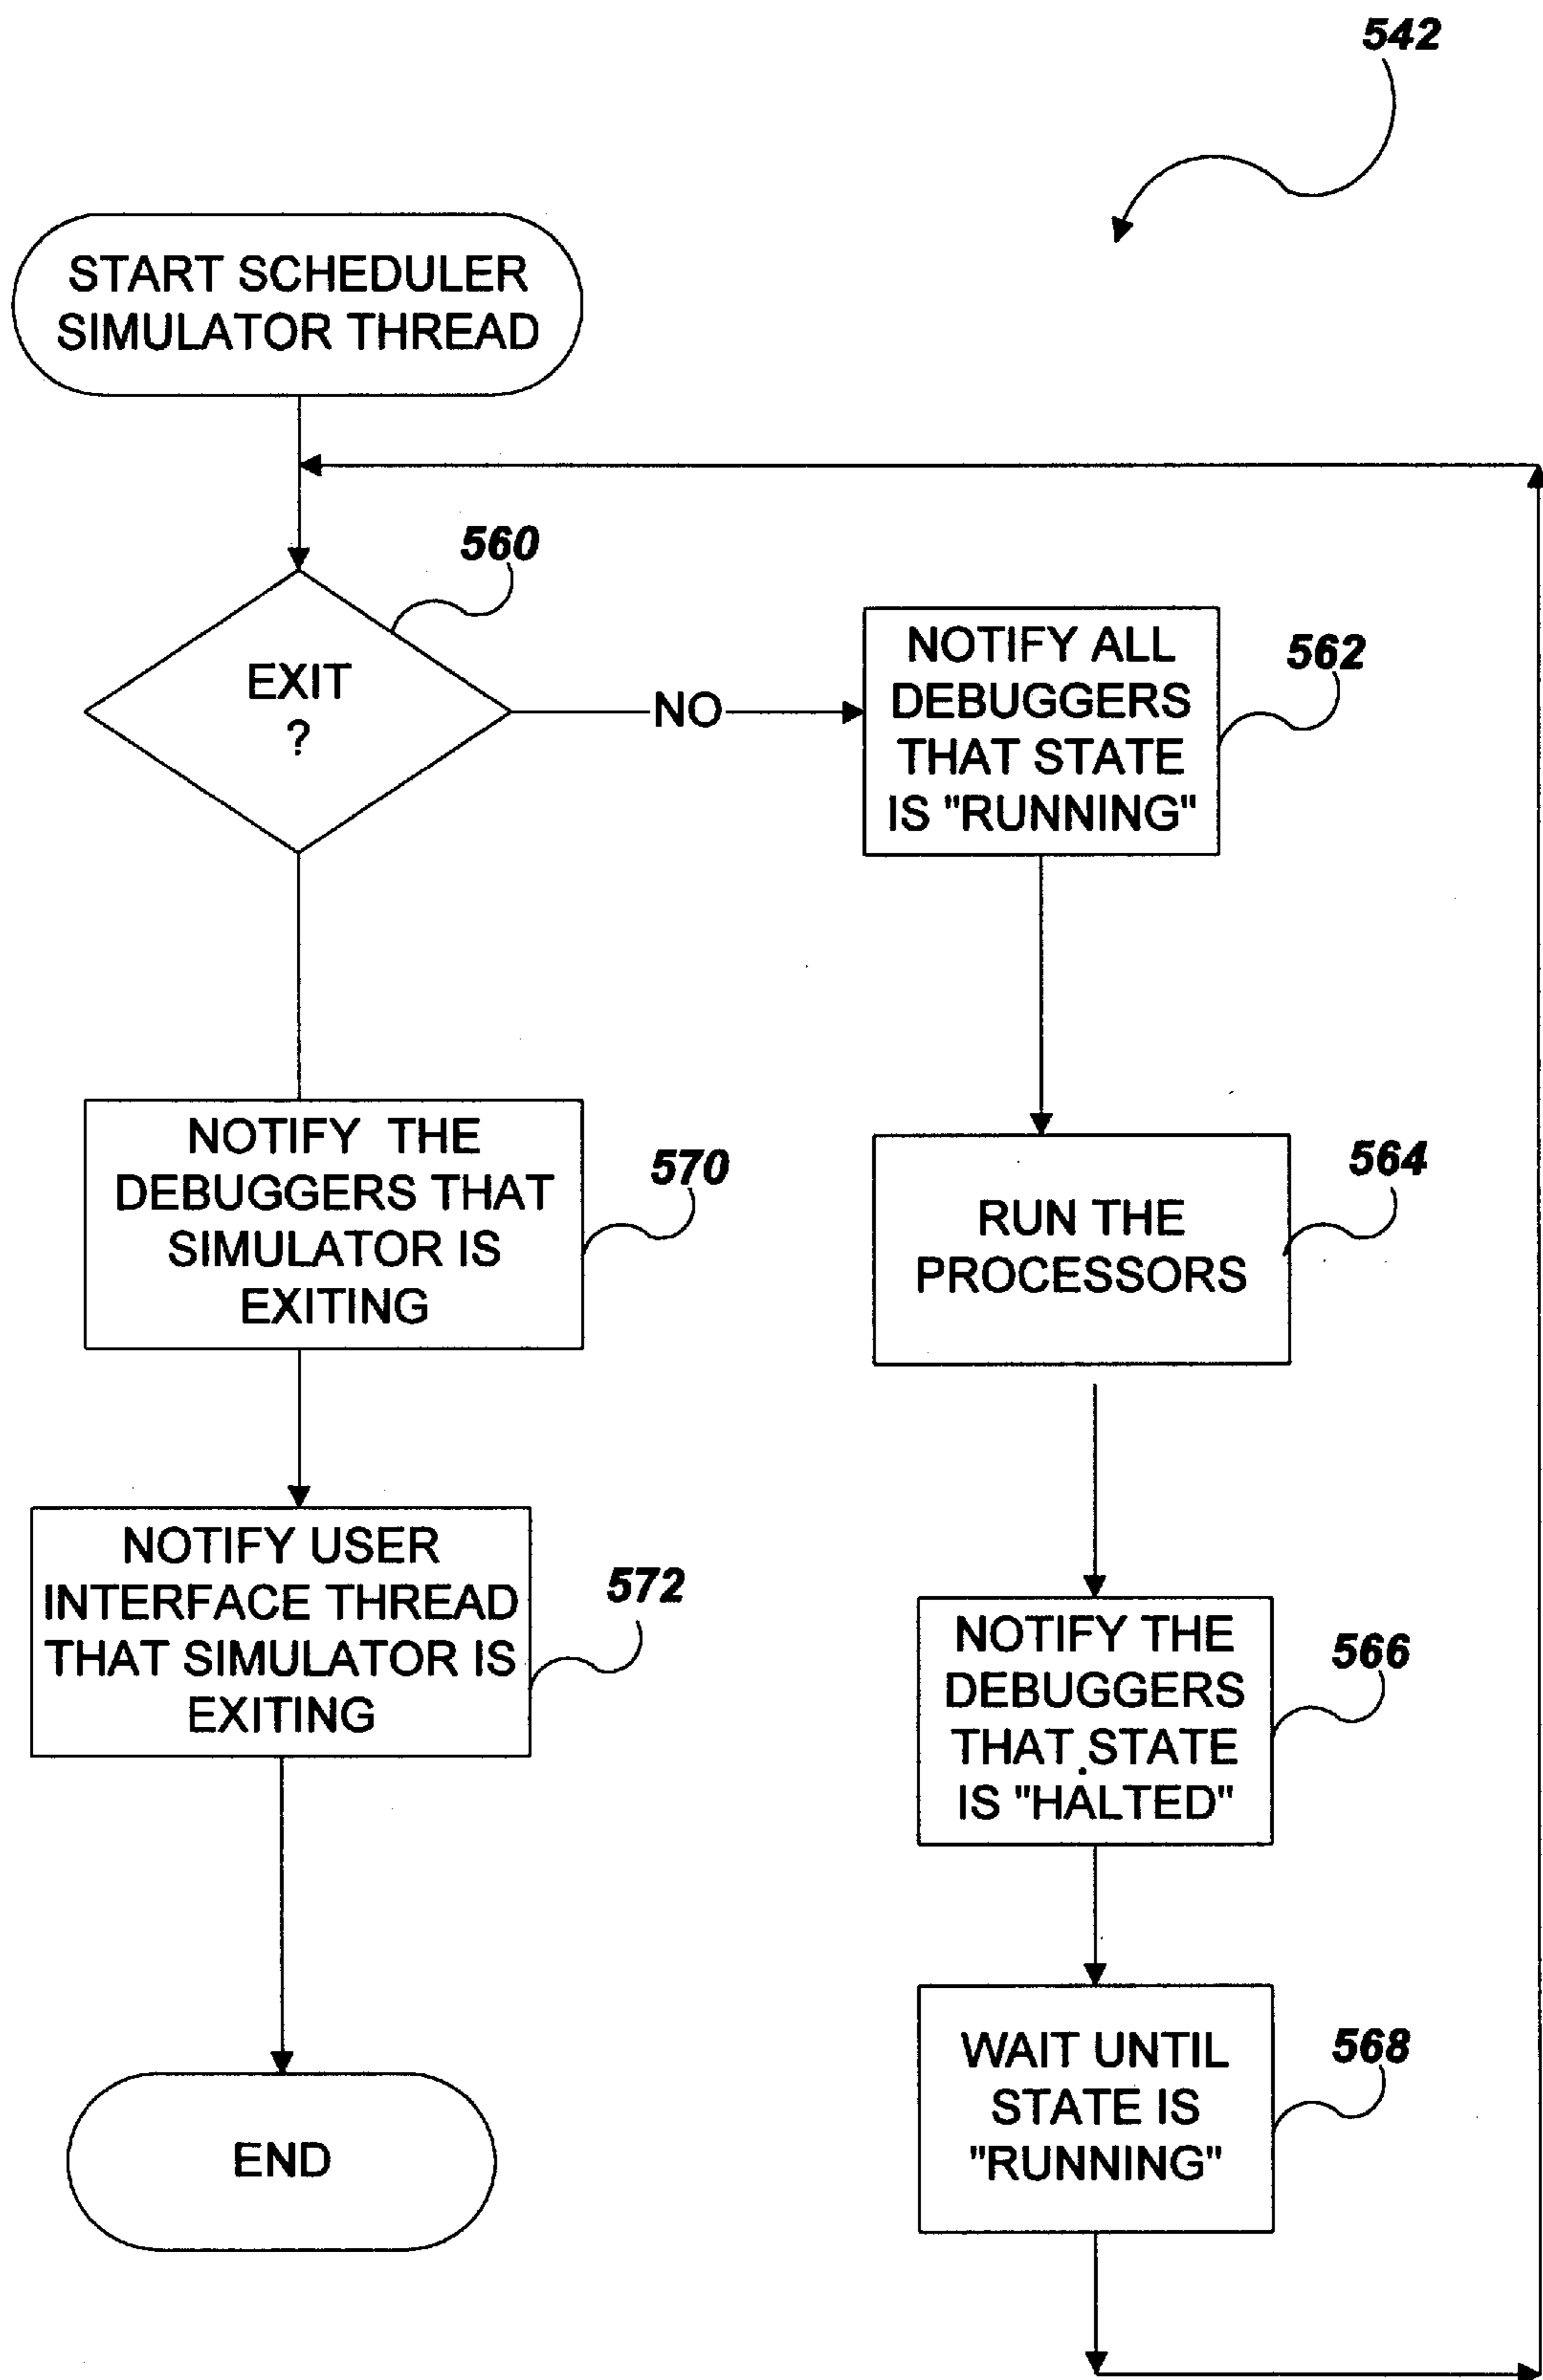 542
START SCHEDULER
SIMULATOR THREAD
560
EXIT
?
NO
NOTIFY ALL
DEBUGGERS
THAT STATE
IS "RUNNING"
562
NOTIFY THE
DEBUGGERS THAT
SIMULATOR IS
EXITING
570
RUN THE
PROCESSORS
564
NOTIFY USER
INTERFACE THREAD
THAT SIMULATOR IS
EXITING
572
NOTIFY THE
DEBUGGERS
THAT STATE
IS "HALTED"
566
WAIT UNTIL
STATE IS
"RUNNING"
568
END